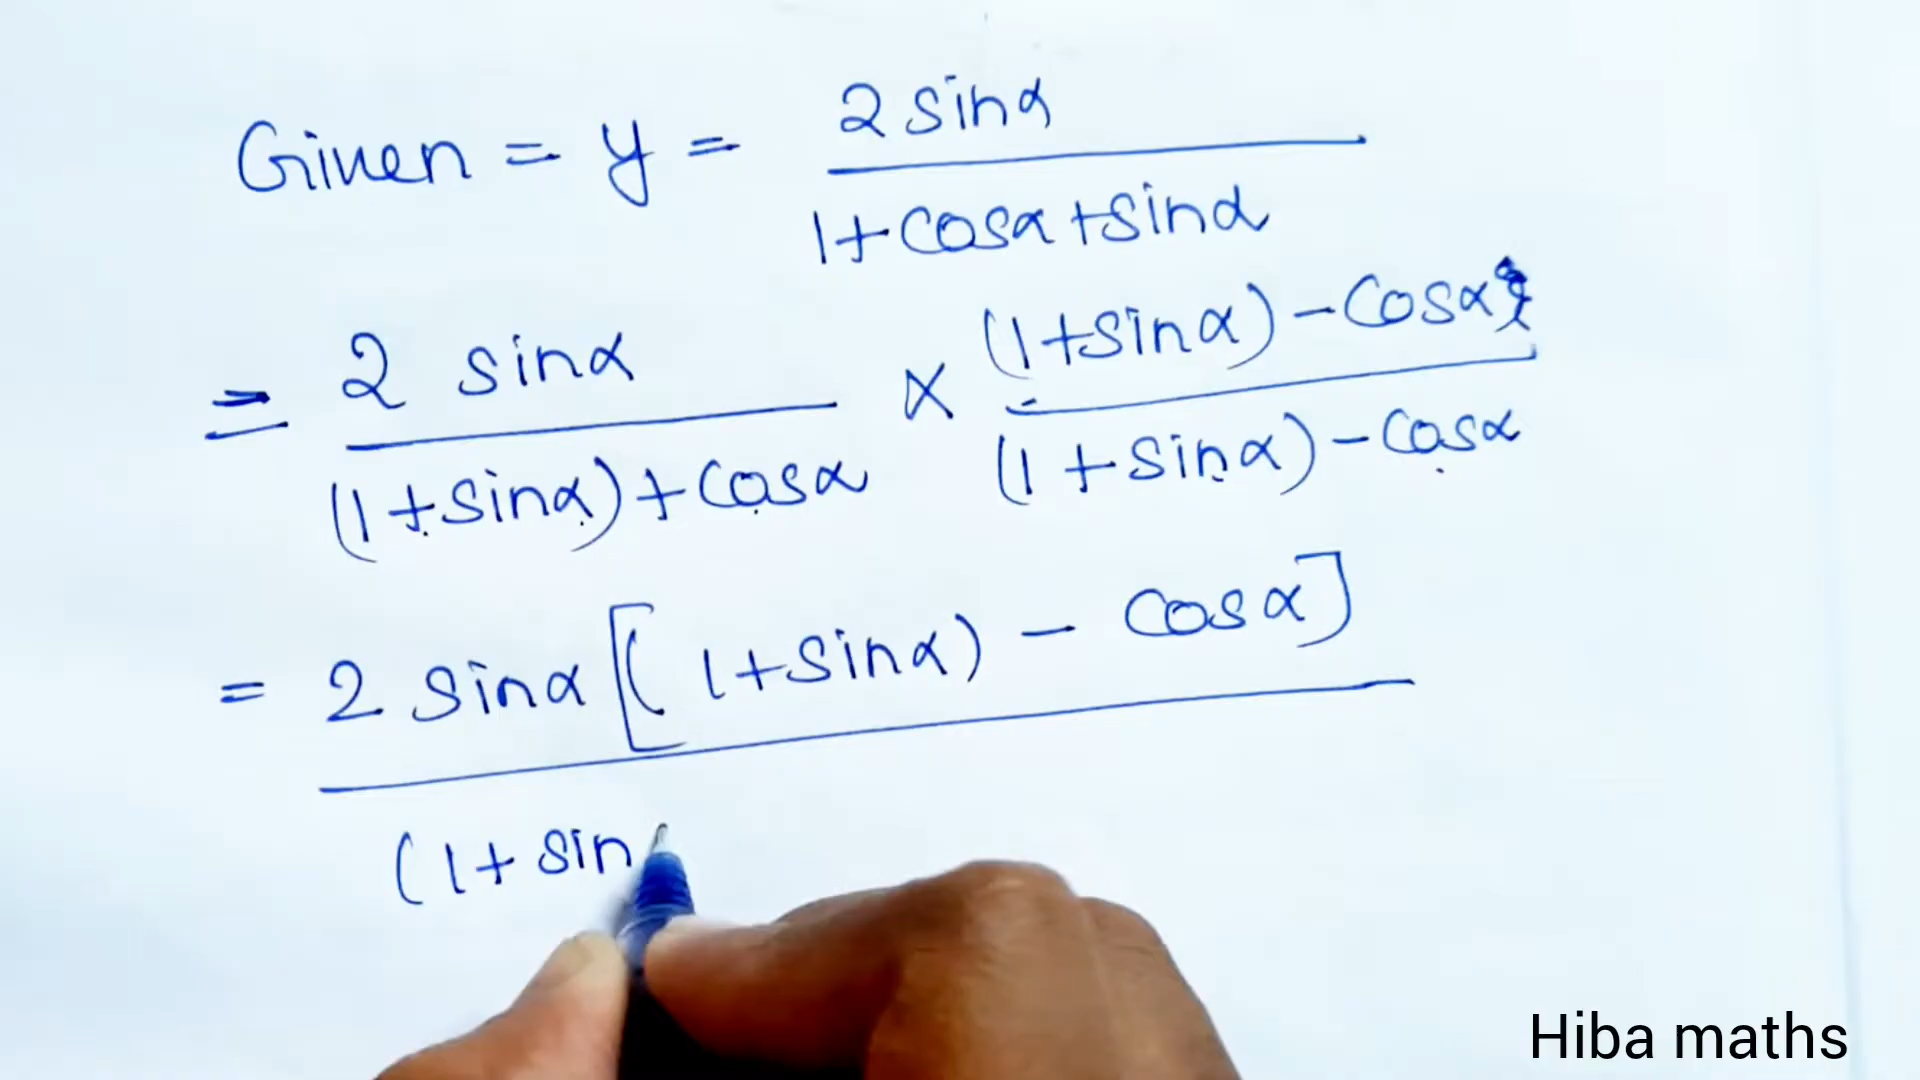 Given = y = 2 sinα
1 + cosα + sinα
= 2 sinα × (1+sinα) - cosα
(1+sinα) + cosα (1+sinα) - cosα
= 2 sinα [(1+sinα) - cosα]
(1+ sin
Hiba maths